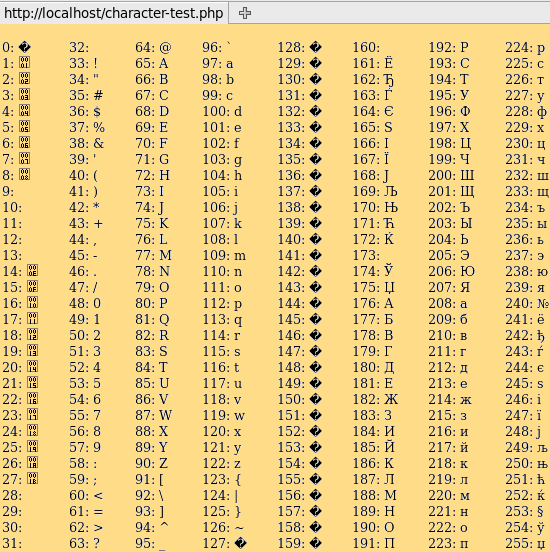 http://localhost/character-test.php
0: � 32: 64: @ 96: ` 128: � 160: 192: Р 224: р
1: 33: ! 65: A 97: a 129: � 161: Ё 193: С 225: с
2: 34: " 66: B 98: b 130: � 162: Ђ 194: Т 226: т
3: 35: # 67: C 99: c 131: � 163: Ѓ 195: У 227: у
4: 36: $ 68: D 100: d 132: � 164: Є 196: Ф 228: ф
5: 37: % 69: E 101: e 133: � 165: Ѕ 197: Х 229: х
6: 38: & 70: F 102: f 134: � 166: І 198: Ц 230: ц
7: 39: ' 71: G 103: g 135: � 167: Ї 199: Ч 231: ч
8: 40: ( 72: H 104: h 136: � 168: Ј 200: Ш 232: ш
9: 41: ) 73: I 105: i 137: � 169: Љ 201: Щ 233: щ
10: 42: * 74: J 106: j 138: � 170: Њ 202: Ъ 234: ъ
11: 43: + 75: K 107: k 139: � 171: Ћ 203: Ы 235: ы
12: 44: , 76: L 108: l 140: � 172: Ќ 204: Ь 236: ь
13: 45: - 77: M 109: m 141: � 173: 205: Э 237: э
14: 46: . 78: N 110: n 142: � 174: Ў 206: Ю 238: ю
15: 47: / 79: O 111: o 143: � 175: Џ 207: Я 239: я
16: 48: 0 80: P 112: p 144: � 176: А 208: а 240: №
17: 49: 1 81: Q 113: q 145: � 177: Б 209: б 241: ё
18: 50: 2 82: R 114: r 146: � 178: В 210: в 242: ђ
19: 51: 3 83: S 115: s 147: � 179: Г 211: г 243: ѓ
20: 52: 4 84: T 116: t 148: � 180: Д 212: д 244: є
21: 53: 5 85: U 117: u 149: � 181: Е 213: е 245: ѕ
22: 54: 6 86: V 118: v 150: � 182: Ж 214: ж 246: і
23: 55: 7 87: W 119: w 151: � 183: З 215: з 247: ї
24: 56: 8 88: X 120: x 152: � 184: И 216: и 248: ј
25: 57: 9 89: Y 121: y 153: � 185: Й 217: й 249: љ
26: 58: : 90: Z 122: z 154: � 186: К 218: к 250: њ
27: 59: ; 91: [ 123: { 155: � 187: Л 219: л 251: ћ
28: 60: < 92: \ 124: | 156: � 188: М 220: м 252: ќ
29: 61: = 93: ] 125: } 157: � 189: Н 221: н 253: §
30: 62: > 94: ^ 126: ~ 158: � 190: О 222: о 254: ў
31: 63: ? 95: _ 127: � 159: � 191: П 223: п 255: џ